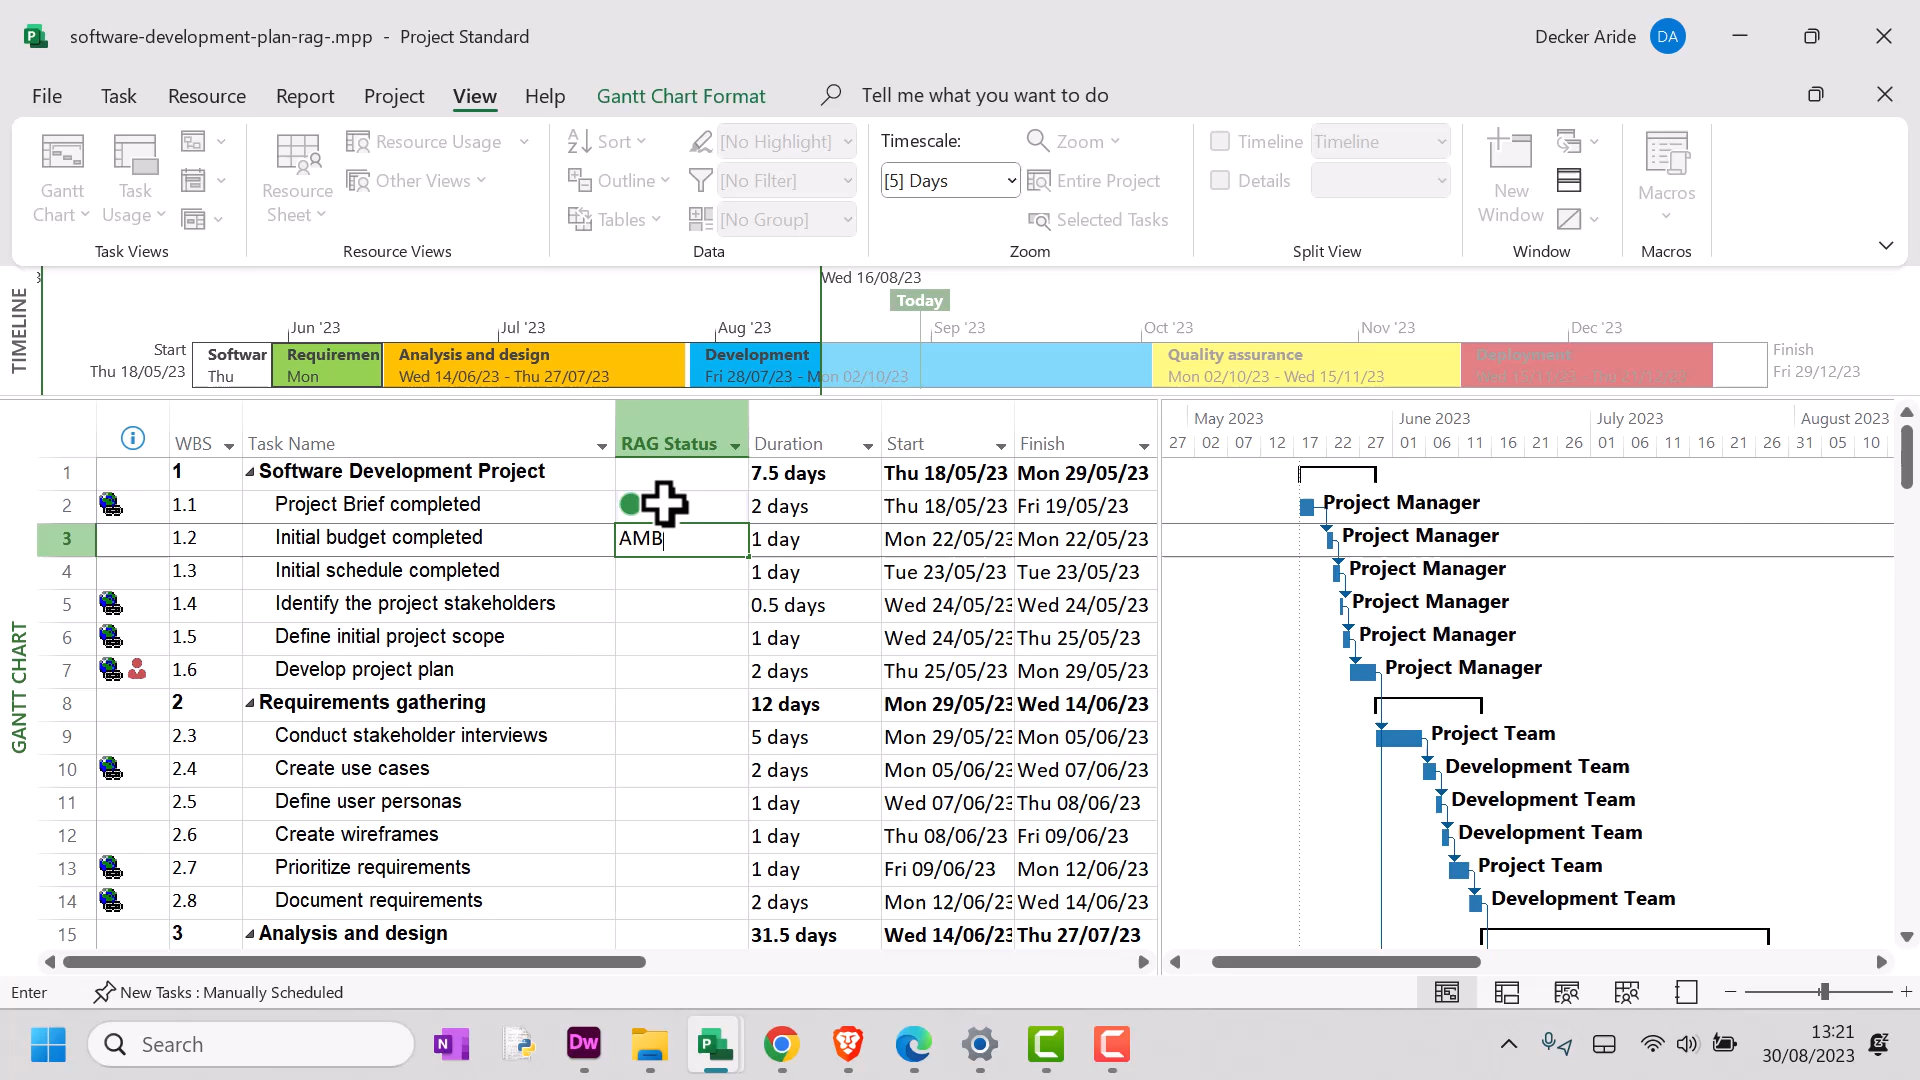 software-development-plan-rag-.mpp - Project Standard
Decker Aride DA
File Task Resource Report Project View Help Gantt Chart Format Tell me what you want to do
Gantt Chart
Task Usage
Task Views
Resource Sheet
Resource Usage
Other Views
Resource Views
Sort
Outline
Tables
[No Highlight]
[No Filter]
[No Group]
Data
Timescale:
[5] Days
Zoom
Entire Project
Selected Tasks
Zoom
Timeline Timeline
Details
Split View
New Window
Window
Macros
Macros
TIMELINE
Wed 16/08/23
Today
Jun '23 Jul '23 Aug '23 Sep '23 Oct '23 Nov '23 Dec '23
Start
Thu 18/05/23
Softwar
Thu
Requiremen
Mon
Analysis and design
Wed 14/06/23 - Thu 27/07/23
Development
Fri 28/07/23 - Mon 02/10/23
Quality assurance
Mon 02/10/23 - Wed 15/11/23
Deployment
Finish
Fri 29/12/23
GANTT CHART
WBS Task Name RAG Status Duration Start Finish
May 2023 June 2023 July 2023 August 2023
27 02 07 12 17 22 27 01 06 11 16 21 26 01 06 11 16 21 26 31 05 10
1 1 Software Development Project 7.5 days Thu 18/05/23 Mon 29/05/23
2 1.1 Project Brief completed 2 days Thu 18/05/23 Fri 19/05/23 Project Manager
3 1.2 Initial budget completed AMB 1 day Mon 22/05/23 Mon 22/05/23 Project Manager
4 1.3 Initial schedule completed 1 day Tue 23/05/23 Tue 23/05/23 Project Manager
5 1.4 Identify the project stakeholders 0.5 days Wed 24/05/23 Wed 24/05/23 Project Manager
6 1.5 Define initial project scope 1 day Wed 24/05/23 Thu 25/05/23 Project Manager
7 1.6 Develop project plan 2 days Thu 25/05/23 Mon 29/05/23 Project Manager
8 2 Requirements gathering 12 days Mon 29/05/23 Wed 14/06/23
9 2.3 Conduct stakeholder interviews 5 days Mon 29/05/23 Mon 05/06/23 Project Team
10 2.4 Create use cases 2 days Mon 05/06/23 Wed 07/06/23 Development Team
11 2.5 Define user personas 1 day Wed 07/06/23 Thu 08/06/23 Development Team
12 2.6 Create wireframes 1 day Thu 08/06/23 Fri 09/06/23 Development Team
13 2.7 Prioritize requirements 1 day Fri 09/06/23 Mon 12/06/23 Project Team
14 2.8 Document requirements 2 days Mon 12/06/23 Wed 14/06/23 Development Team
15 3 Analysis and design 31.5 days Wed 14/06/23 Thu 27/07/23
Enter New Tasks : Manually Scheduled
Search
13:21
30/08/2023